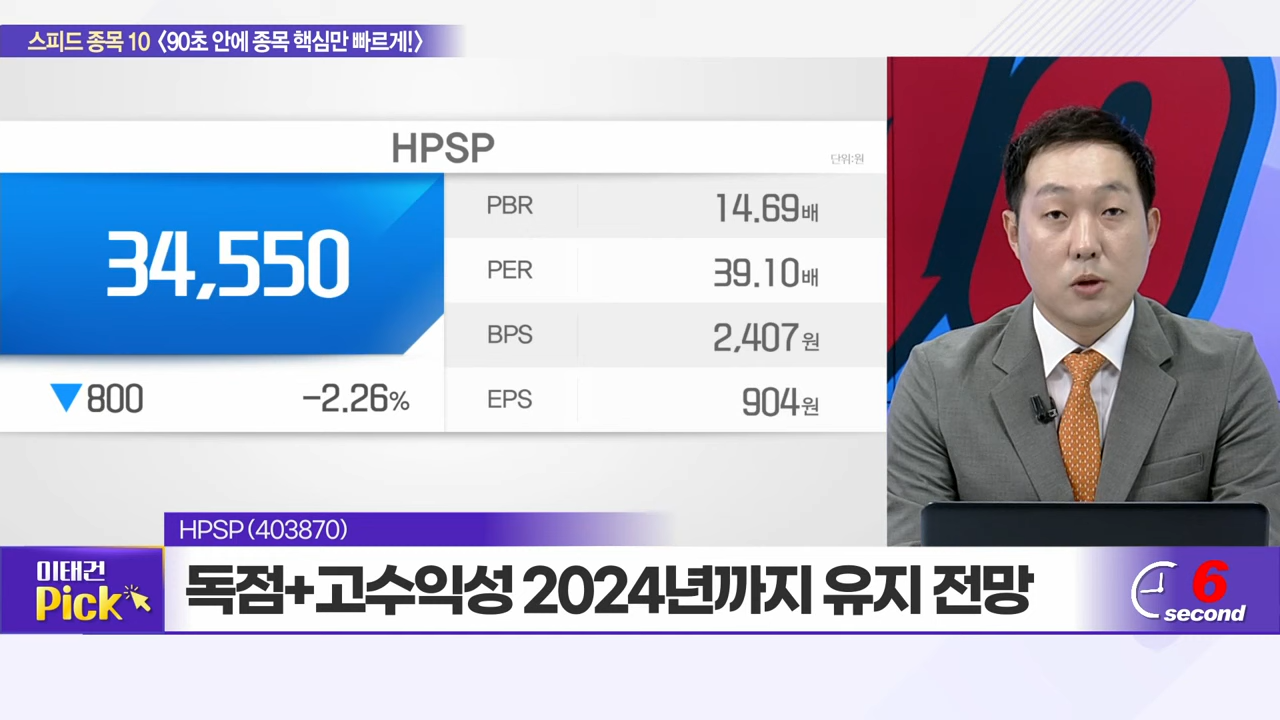 스피드 종목 10 <90초 안에 종목 핵심만 빠르게!>
HPSP
단위:원
34,550
▼800 -2.26%
PBR 14.69배
PER 39.10배
BPS 2,407원
EPS 904원
HPSP (403870)
이태건
Pick
독점+고수익성 2024년까지 유지 전망
6
second